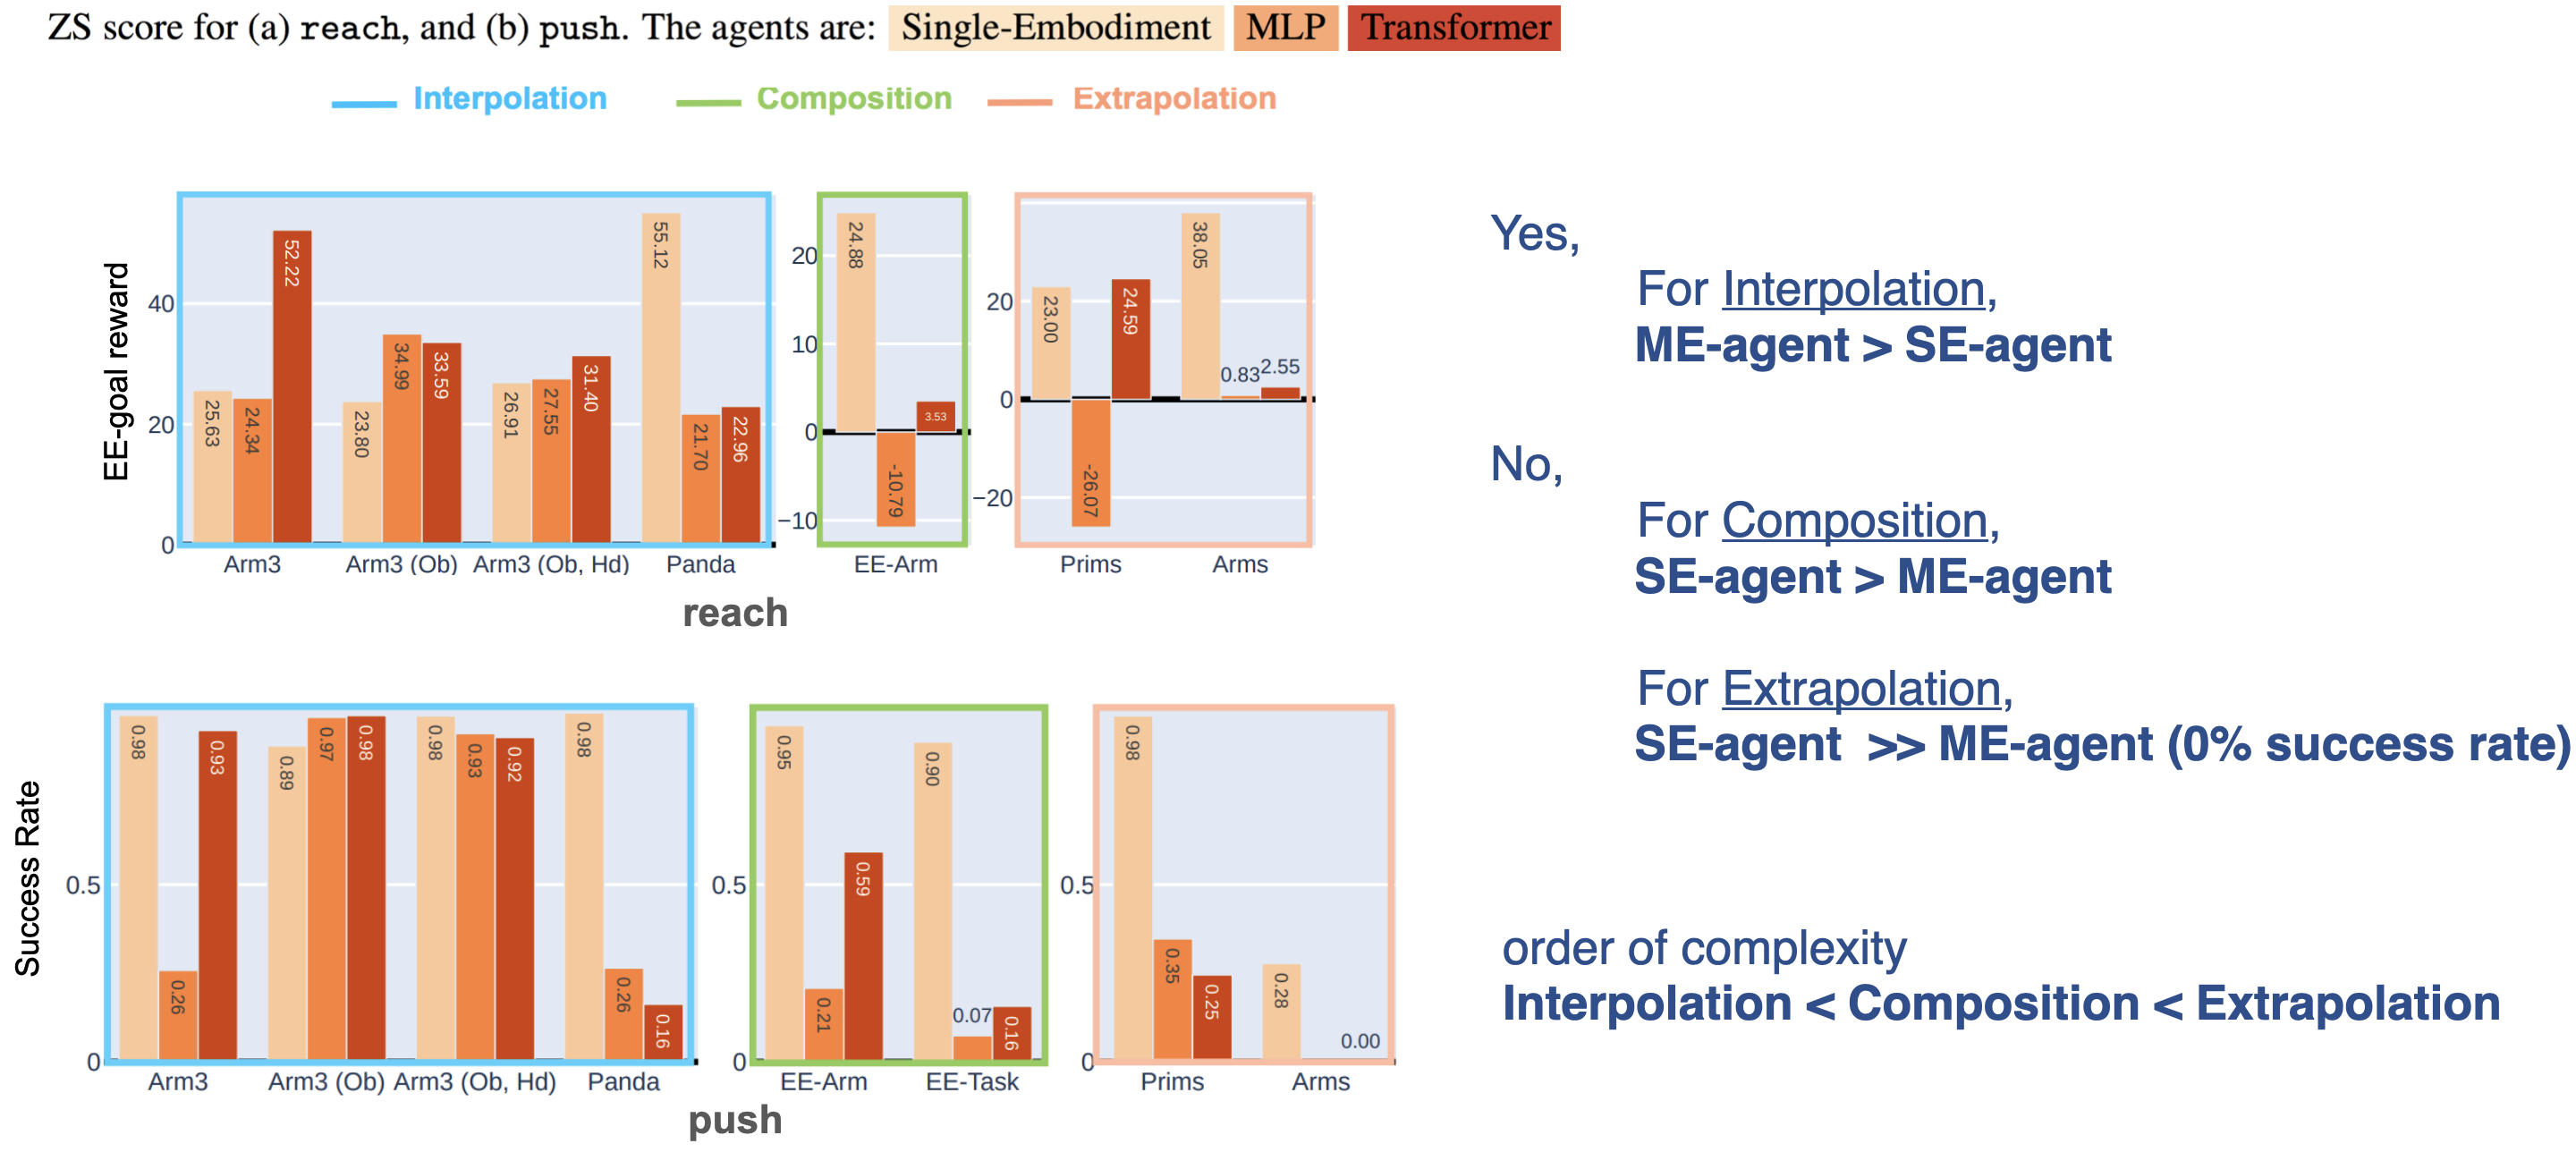 ZS score for (a) reach, and (b) push. The agents are: Single-Embodiment MLP Transformer
Interpolation Composition Extrapolation
EE-goal reward
40
20
0
25.63
24.34
52.22
23.80
34.99
33.59
26.91
27.55
31.40
55.12
21.70
22.96
Arm3 Arm3 (Ob) Arm3 (Ob, Hd) Panda
20
10
0
−10
24.88
-10.79
3.53
EE-Arm
20
0
−20
23.00
-26.07
24.59
38.05
0.83
2.55
Prims Arms
reach
Success Rate
0.5
0
0.98
0.26
0.93
0.89
0.97
0.98
0.98
0.93
0.92
0.98
0.26
0.16
Arm3 Arm3 (Ob) Arm3 (Ob, Hd) Panda
0.5
0
0.95
0.21
0.59
0.90
0.07
0.16
EE-Arm EE-Task
0.5
0
0.98
0.35
0.25
0.28
0.00
Prims Arms
push
Yes,
For Interpolation,
ME-agent > SE-agent
No,
For Composition,
SE-agent > ME-agent
For Extrapolation,
SE-agent >> ME-agent (0% success rate)
order of complexity
Interpolation < Composition < Extrapolation